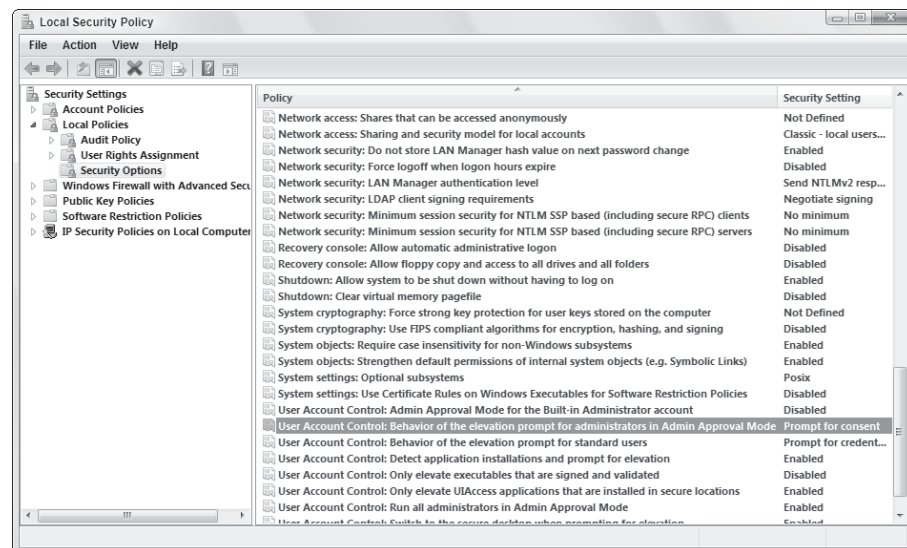 Local Security Policy
File Action View Help
Security Settings
Account Policies
Local Policies
Audit Policy
User Rights Assignment
Security Options
Windows Firewall with Advanced Secu
Public Key Policies
Software Restriction Policies
IP Security Policies on Local Computer
Policy Security Setting
Network access: Shares that can be accessed anonymously Not Defined
Network access: Sharing and security model for local accounts Classic - local users...
Network security: Do not store LAN Manager hash value on next password change Enabled
Network security: Force logoff when logon hours expire Disabled
Network security: LAN Manager authentication level Send NTLMv2 resp...
Network security: LDAP client signing requirements Negotiate signing
Network security: Minimum session security for NTLM SSP based (including secure RPC) clients No minimum
Network security: Minimum session security for NTLM SSP based (including secure RPC) servers No minimum
Recovery console: Allow automatic administrative logon Disabled
Recovery console: Allow floppy copy and access to all drives and all folders Disabled
Shutdown: Allow system to be shut down without having to log on Enabled
Shutdown: Clear virtual memory pagefile Disabled
System cryptography: Force strong key protection for user keys stored on the computer Not Defined
System cryptography: Use FIPS compliant algorithms for encryption, hashing, and signing Disabled
System objects: Require case insensitivity for non-Windows subsystems Enabled
System objects: Strengthen default permissions of internal system objects (e.g. Symbolic Links) Enabled
System settings: Optional subsystems Posix
System settings: Use Certificate Rules on Windows Executables for Software Restriction Policies Disabled
User Account Control: Admin Approval Mode for the Built-in Administrator account Disabled
User Account Control: Behavior of the elevation prompt for administrators in Admin Approval Mode Prompt for consent
User Account Control: Behavior of the elevation prompt for standard users Prompt for credent...
User Account Control: Detect application installations and prompt for elevation Enabled
User Account Control: Only elevate executables that are signed and validated Disabled
User Account Control: Only elevate UIAccess applications that are installed in secure locations Enabled
User Account Control: Run all administrators in Admin Approval Mode Enabled
User Account Control: Switch to the secure desktop when prompting for elevation Enabled